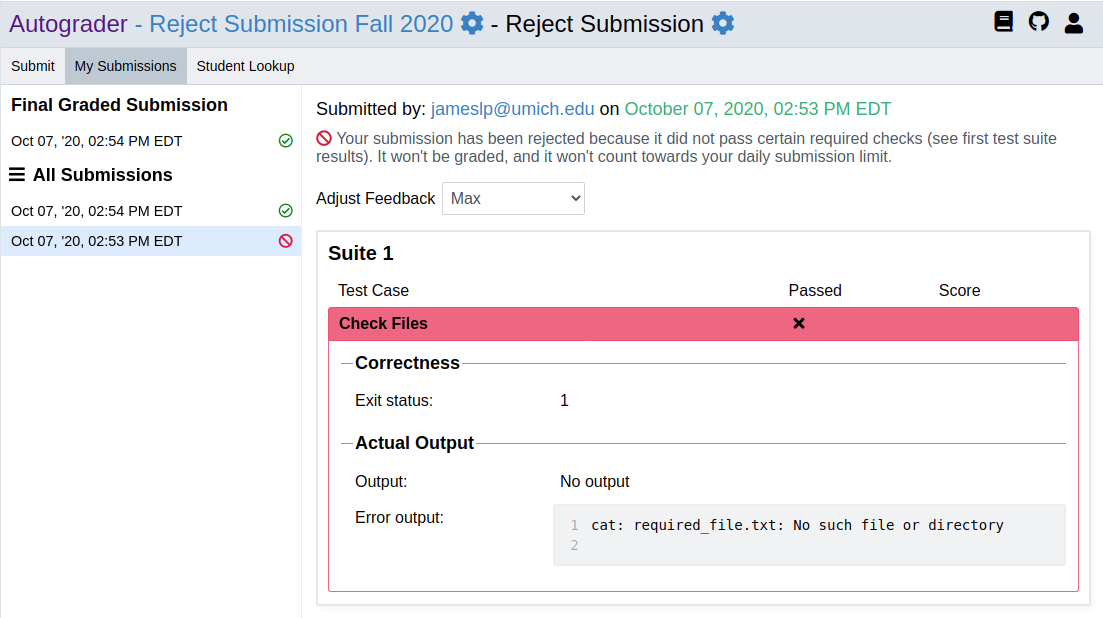 Autograder - Reject Submission Fall 2020 - Reject Submission
Submit My Submissions Student Lookup
Final Graded Submission
Oct 07, '20, 02:54 PM EDT
All Submissions
Oct 07, '20, 02:54 PM EDT
Oct 07, '20, 02:53 PM EDT
Submitted by: jameslp@umich.edu on October 07, 2020, 02:53 PM EDT
Your submission has been rejected because it did not pass certain required checks (see first test suite
results). It won't be graded, and it won't count towards your daily submission limit.
Adjust Feedback Max
Suite 1
Test Case Passed Score
Check Files
Correctness
Exit status: 1
Actual Output
Output: No output
Error output:
1 cat: required_file.txt: No such file or directory
2